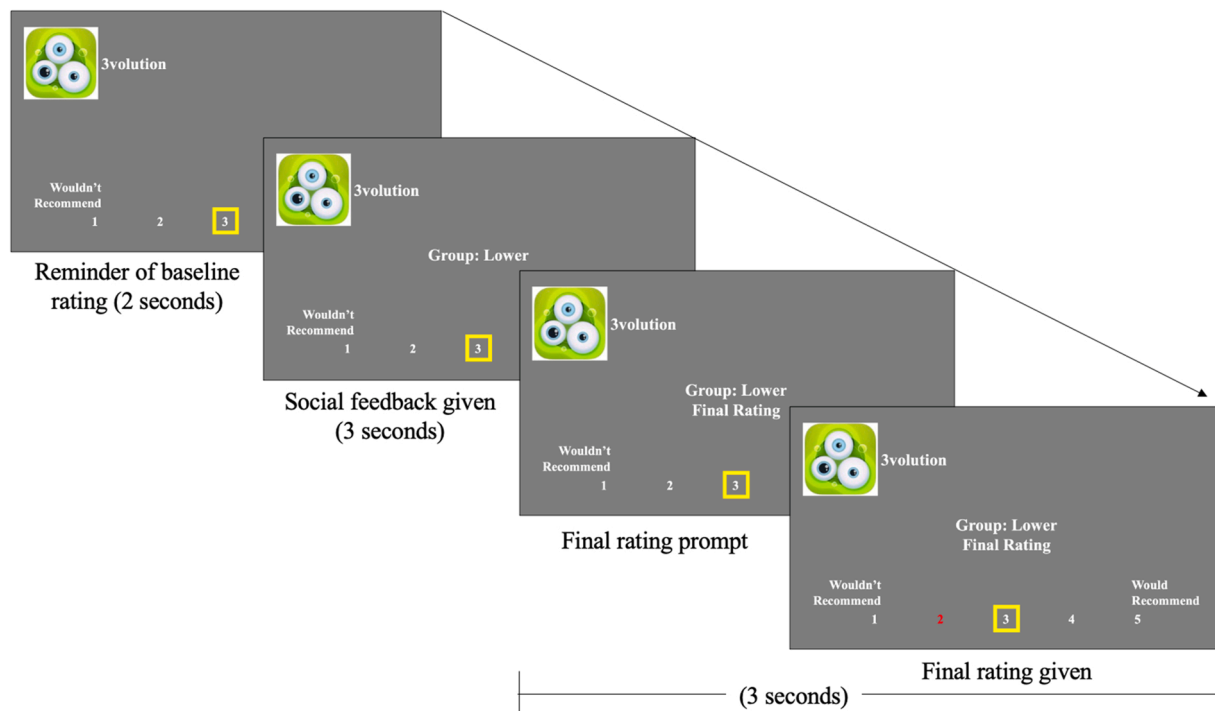 3volution
Wouldn't
Recommend
1 2 3
Reminder of baseline
rating (2 seconds)
3volution
Group: Lower
Wouldn't
Recommend
1 2 3
Social feedback given
(3 seconds)
3volution
Group: Lower
Final Rating
Wouldn't
Recommend
1 2 3
Final rating prompt
3volution
Group: Lower
Final Rating
Wouldn't
Recommend
Would
Recommend
1 2 3 4 5
Final rating given
(3 seconds)